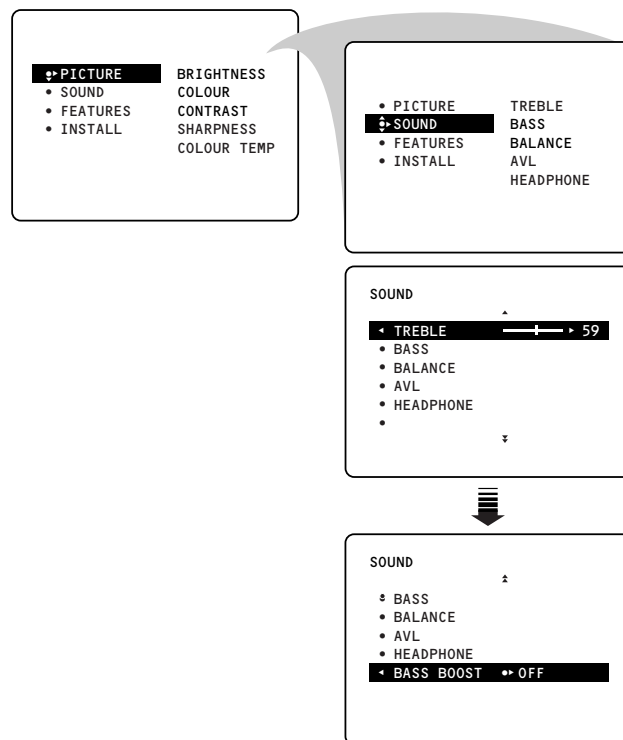 PICTURE BRIGHTNESS
• SOUND COLOUR
• FEATURES CONTRAST
• INSTALL SHARPNESS
COLOUR TEMP
• PICTURE TREBLE
SOUND BASS
• FEATURES BALANCE
• INSTALL AVL
HEADPHONE
SOUND
TREBLE 59
• BASS
• BALANCE
• AVL
• HEADPHONE
•
SOUND
BASS
• BALANCE
• AVL
• HEADPHONE
BASS BOOST OFF